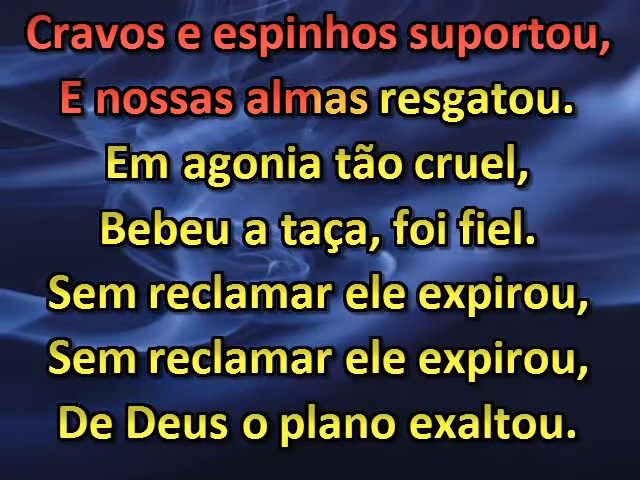 Cravos e espinhos suportou,
E nossas almas resgatou.
Em agonia tão cruel,
Bebeu a taça, foi fiel.
Sem reclamar ele expirou,
Sem reclamar ele expirou,
De Deus o plano exaltou.